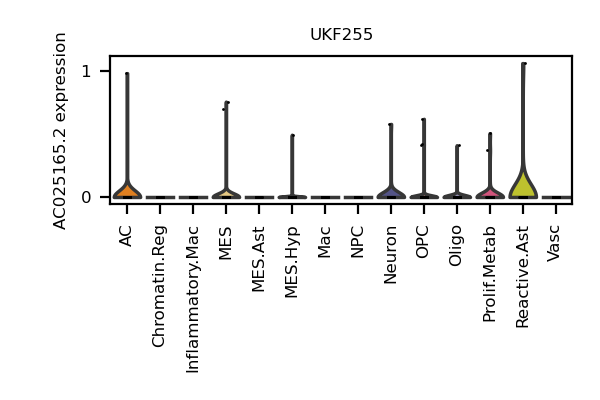 UKF255
AC025165.2 expression
1
0
AC
Chromatin.Reg
Inflammatory.Mac
MES
MES.Ast
MES.Hyp
Mac
NPC
Neuron
OPC
Oligo
Prolif.Metab
Reactive.Ast
Vasc